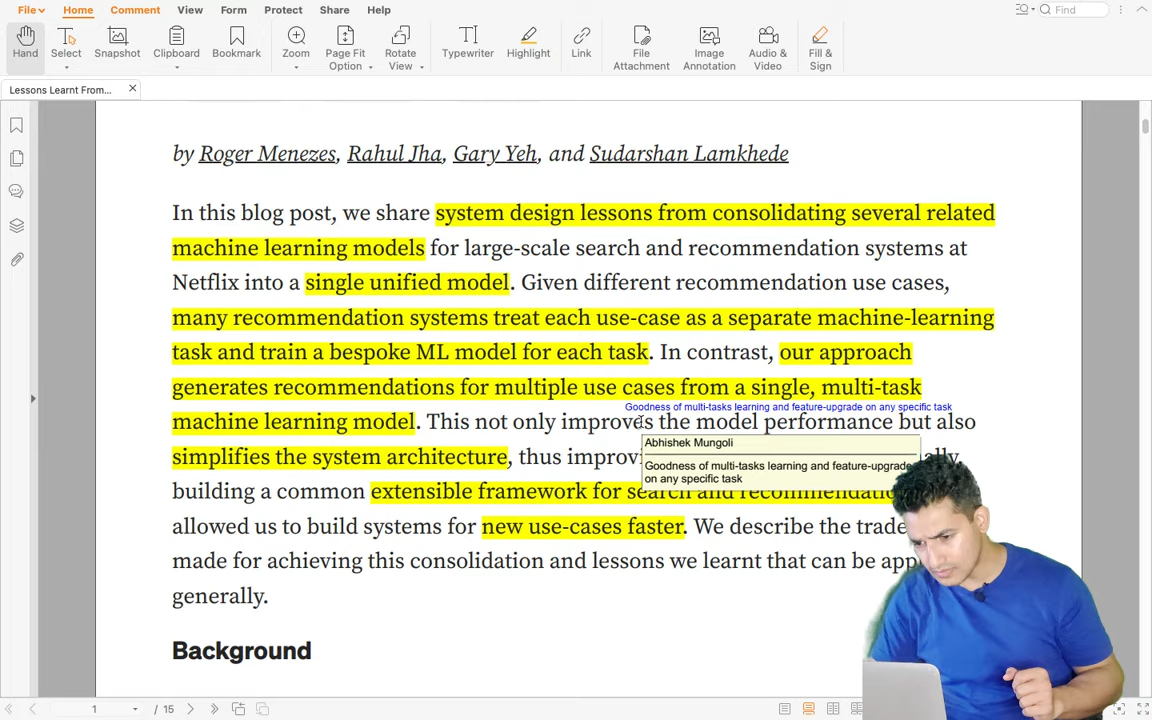 File Home Comment View Form Protect Share Help Find
Hand Select Snapshot Clipboard Bookmark Zoom Page Fit Option Rotate View Typewriter Highlight Link File Attachment Image Annotation Audio & Video Fill & Sign
Lessons Learnt From...
by Roger Menezes, Rahul Jha, Gary Yeh, and Sudarshan Lamkhede
In this blog post, we share system design lessons from consolidating several related
machine learning models for large-scale search and recommendation systems at
Netflix into a single unified model. Given different recommendation use cases,
many recommendation systems treat each use-case as a separate machine-learning
task and train a bespoke ML model for each task. In contrast, our approach
generates recommendations for multiple use cases from a single, multi-task
Goodness of multi-tasks learning and feature-upgrade on any specific task
machine learning model. This not only improves the model performance but also
Abhishek Mungoli
simplifies the system architecture, thus
Goodness of multi-tasks learning and feature-upgrade
on any specific task
building a common extensible framework for search and
allowed us to build systems for new use-cases faster. We describe the
made for achieving this consolidation and lessons we learnt that can be
generally.
Background
1 / 15